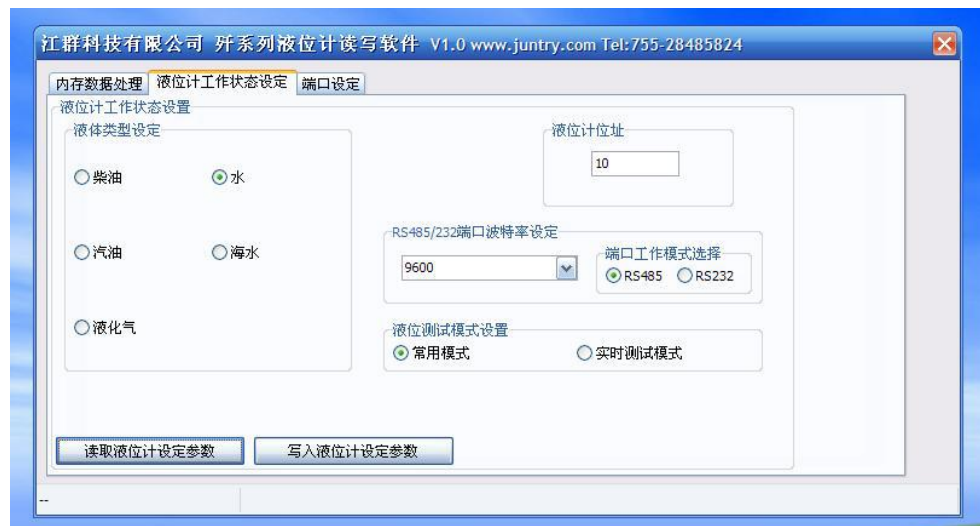 江群科技有限公司 歼系列液位计读写软件 V1.0 www.juntry.com Tel:755-28485824
内存数据处理 液位计工作状态设定 端口设定
液位计工作状态设置
液体类型设定
柴油
水
汽油
海水
液化气
液位计位址
10
RS485/232端口波特率设定
9600
端口工作模式选择
RS485 RS232
液位测试模式设置
常用模式 实时测试模式
读取液位计设定参数 写入液位计设定参数
--